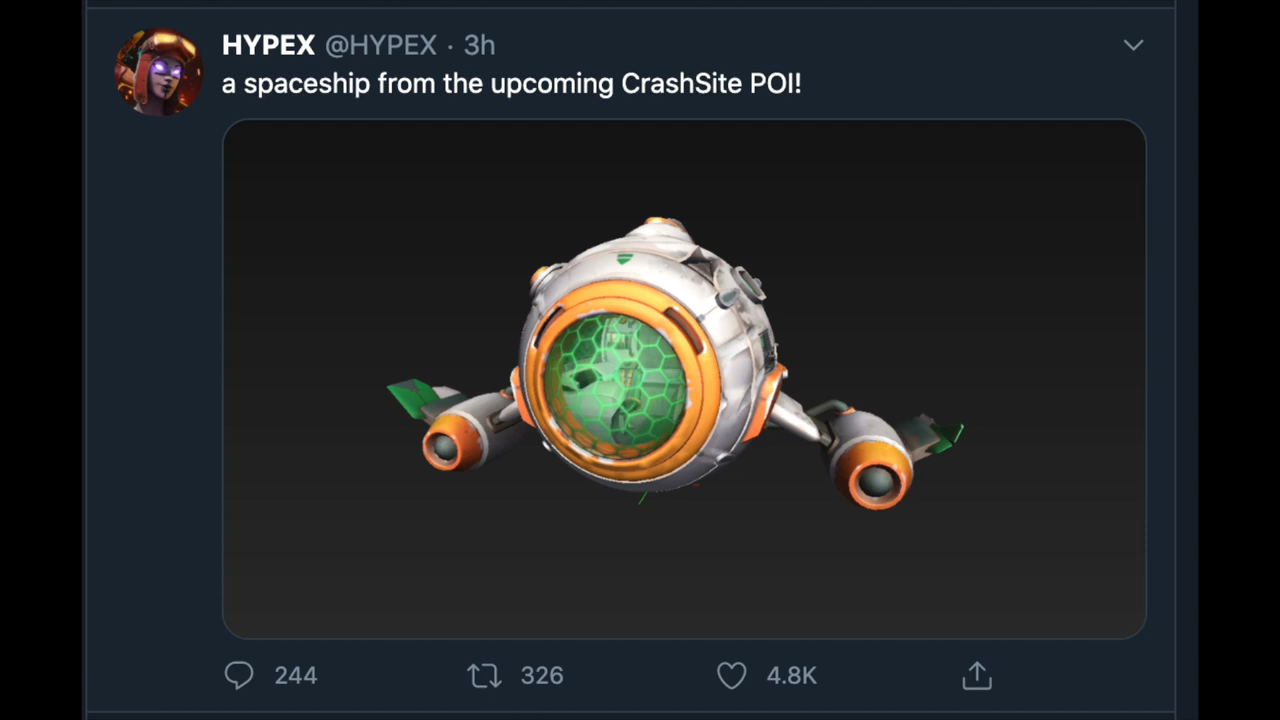 HYPEX @HYPEX · 3h
a spaceship from the upcoming CrashSite POI!
244 326 4.8K